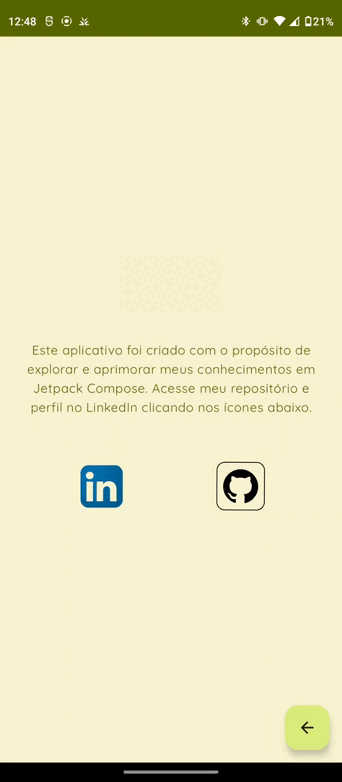 12:48
21%
Este aplicativo foi criado com o propósito de
explorar e aprimorar meus conhecimentos em
Jetpack Compose. Acesse meu repositório e
perfil no LinkedIn clicando nos ícones abaixo.
in